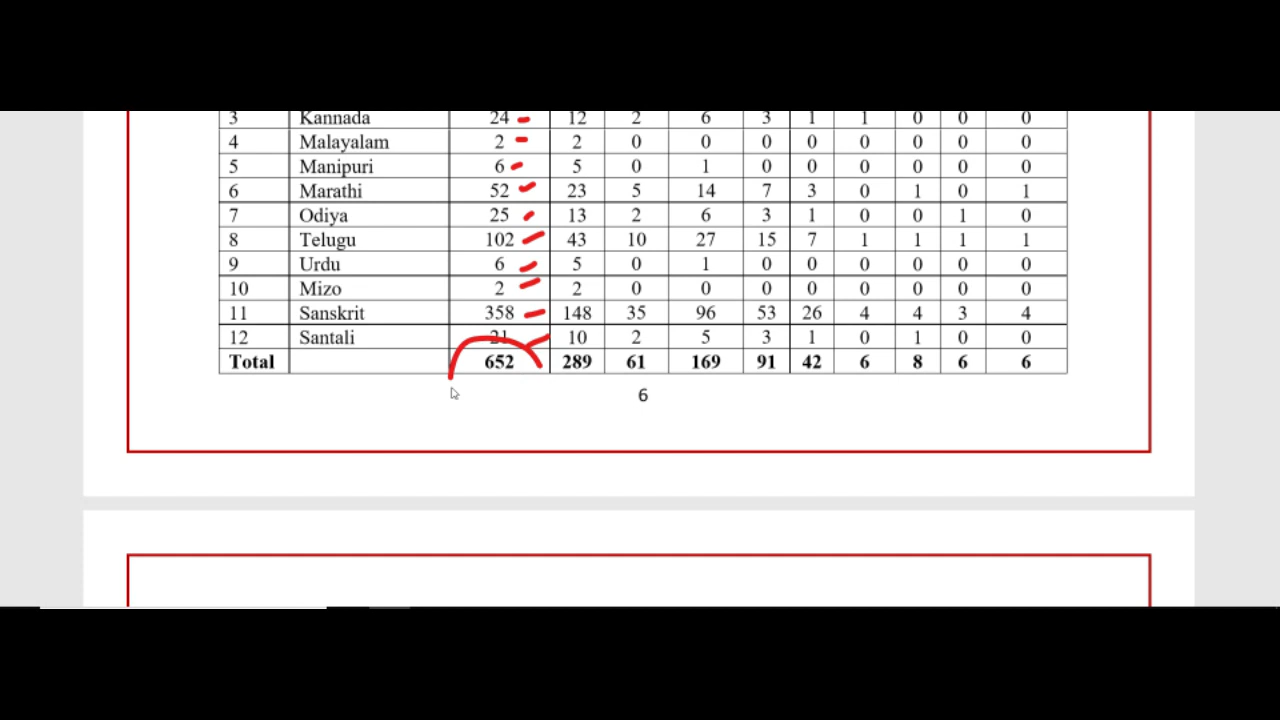 3 Kannada 24 12 2 6 3 1 1 0 0 0
4 Malayalam 2 2 0 0 0 0 0 0 0 0
5 Manipuri 6 5 0 1 0 0 0 0 0 0
6 Marathi 52 23 5 14 7 3 0 1 0 1
7 Odiya 25 13 2 6 3 1 0 0 1 0
8 Telugu 102 43 10 27 15 7 1 1 1 1
9 Urdu 6 5 0 1 0 0 0 0 0 0
10 Mizo 2 2 0 0 0 0 0 0 0 0
11 Sanskrit 358 148 35 96 53 26 4 4 3 4
12 Santali 21 10 2 5 3 1 0 1 0 0
Total 652 289 61 169 91 42 6 8 6 6
6